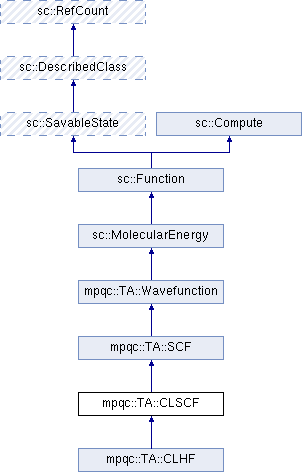 sc::RefCount
sc::DescribedClass
sc::SavableState
sc::Compute
sc::Function
sc::MolecularEnergy
mpqc::TA::Wavefunction
mpqc::TA::SCF
mpqc::TA::CLSCF
mpqc::TA::CLHF